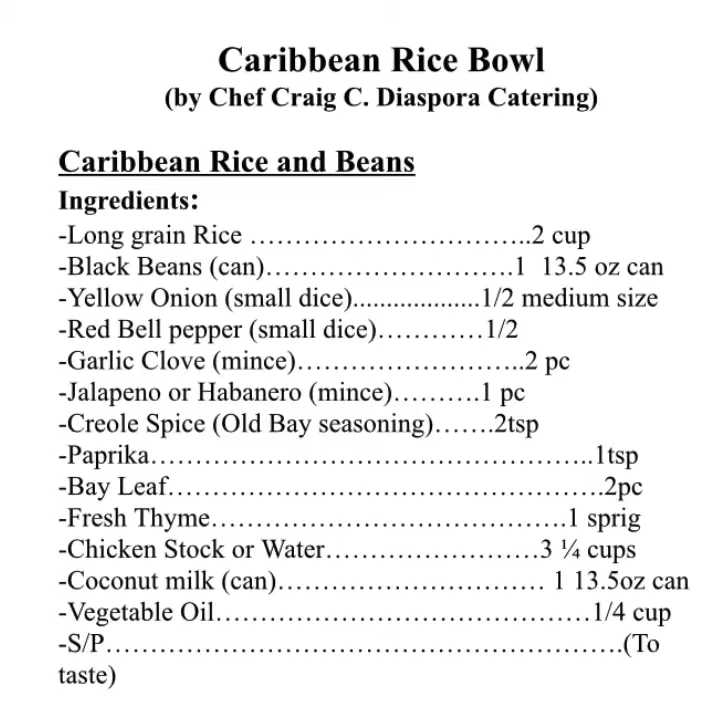 Caribbean Rice Bowl
(by Chef Craig C. Diaspora Catering)
Caribbean Rice and Beans
Ingredients:
-Long grain Rice …………………………..2 cup
-Black Beans (can)……………………….1  13.5 oz can
-Yellow Onion (small dice)...................1/2 medium size
-Red Bell pepper (small dice)…………1/2
-Garlic Clove (mince)……………………..2 pc
-Jalapeno or Habanero (mince)……….1 pc
-Creole Spice (Old Bay seasoning)…….2tsp
-Paprika…………………………………………..1tsp
-Bay Leaf………………………………………….2pc
-Fresh Thyme………………………………….1 sprig
-Chicken Stock or Water……………………3 ¼ cups
-Coconut milk (can)………………………… 1 13.5oz can
-Vegetable Oil……………………………………1/4 cup
-S/P………………………………………………….(To
taste)